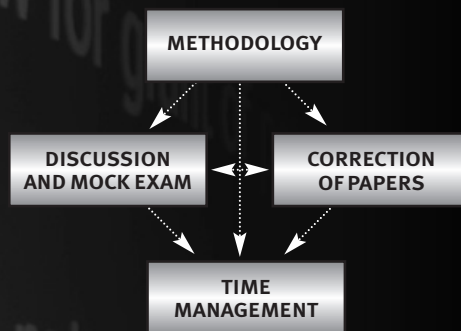 METHODOLOGY
DISCUSSION
AND MOCK EXAM
CORRECTION
OF PAPERS
TIME
MANAGEMENT